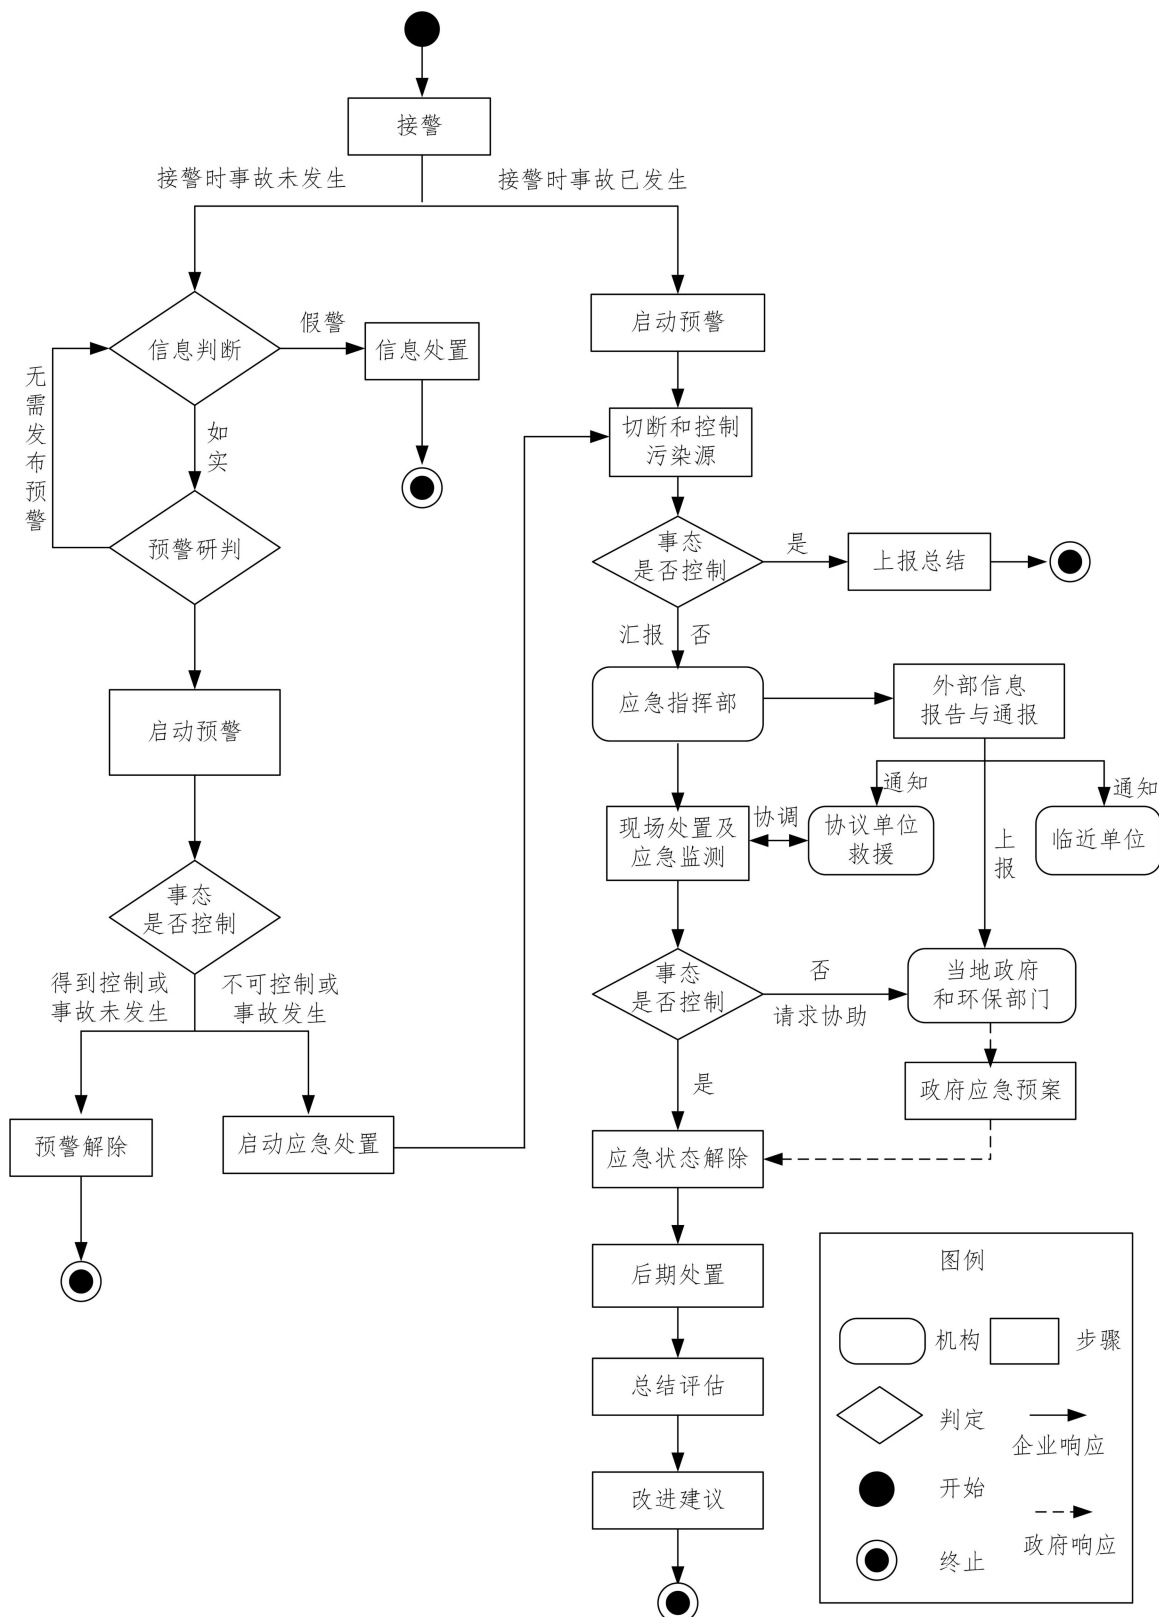 接警
接警时事故未发生
接警时事故已发生
信息判断
假警
信息处置
启动预警
无需发布预警
如实
切断和控制
污染源
预警研判
事态
是否控制
是
上报总结
汇报
否
应急指挥部
外部信息
报告与通报
启动预警
通知
通知
现场处置及
应急监测
协调
协议单位
救援
临近单位
上报
事态
是否控制
得到控制或
事故未发生
不可控制或
事故发生
事态
是否控制
否
请求协助
当地政府
和环保部门
是
政府应急预案
预警解除
启动应急处置
应急状态解除
后期处置
总结评估
改进建议
图例
机构
步骤
判定
企业响应
开始
政府响应
终止